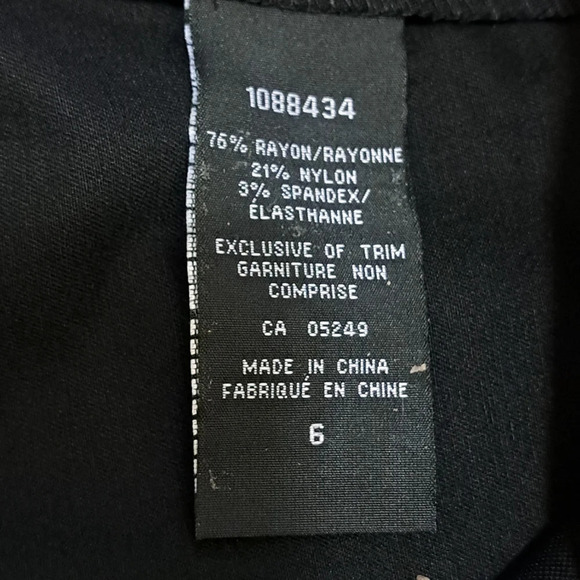 1088434
76% RAYON/RAYONNE
21% NYLON
3% SPANDEX/
ÉLASTHANNE
EXCLUSIVE OF TRIM
GARNITURE NON
COMPRISE
CA 05249
MADE IN CHINA
FABRIQUÉ EN CHINE
6